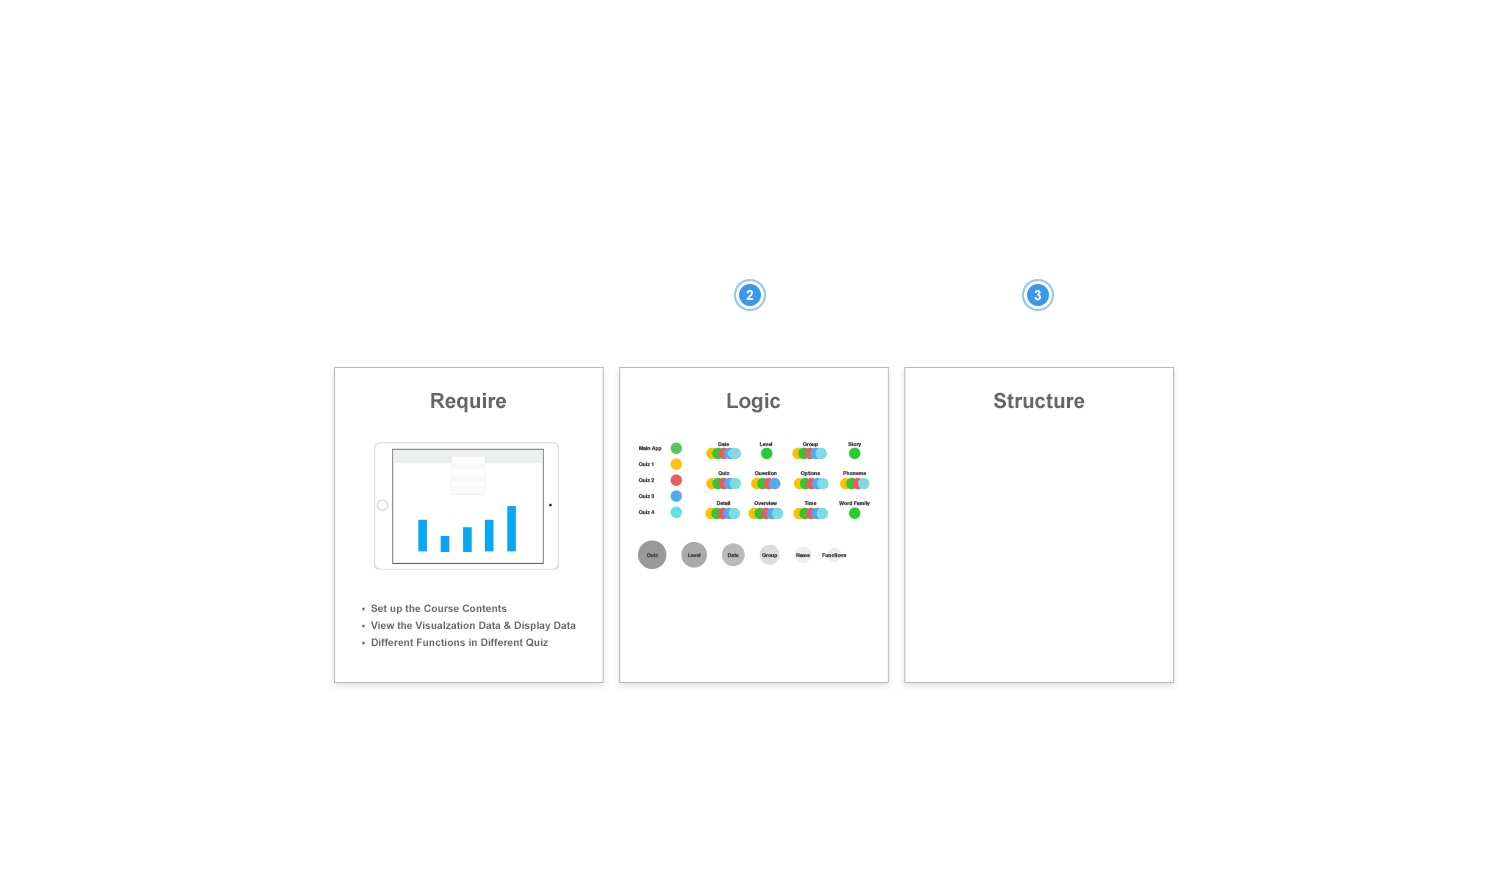 2
3
Require
Set up the Course Contents
View the Visualzation Data & Display Data
Different Functions in Different Quiz
Logic
Main App
Quiz 1
Quiz 2
Quiz 3
Quiz 4
Date Level Group Story
Quiz Question Options Phoneme
Detail Overview Time Word Family
Quiz Level Date Group Name Functions
Structure